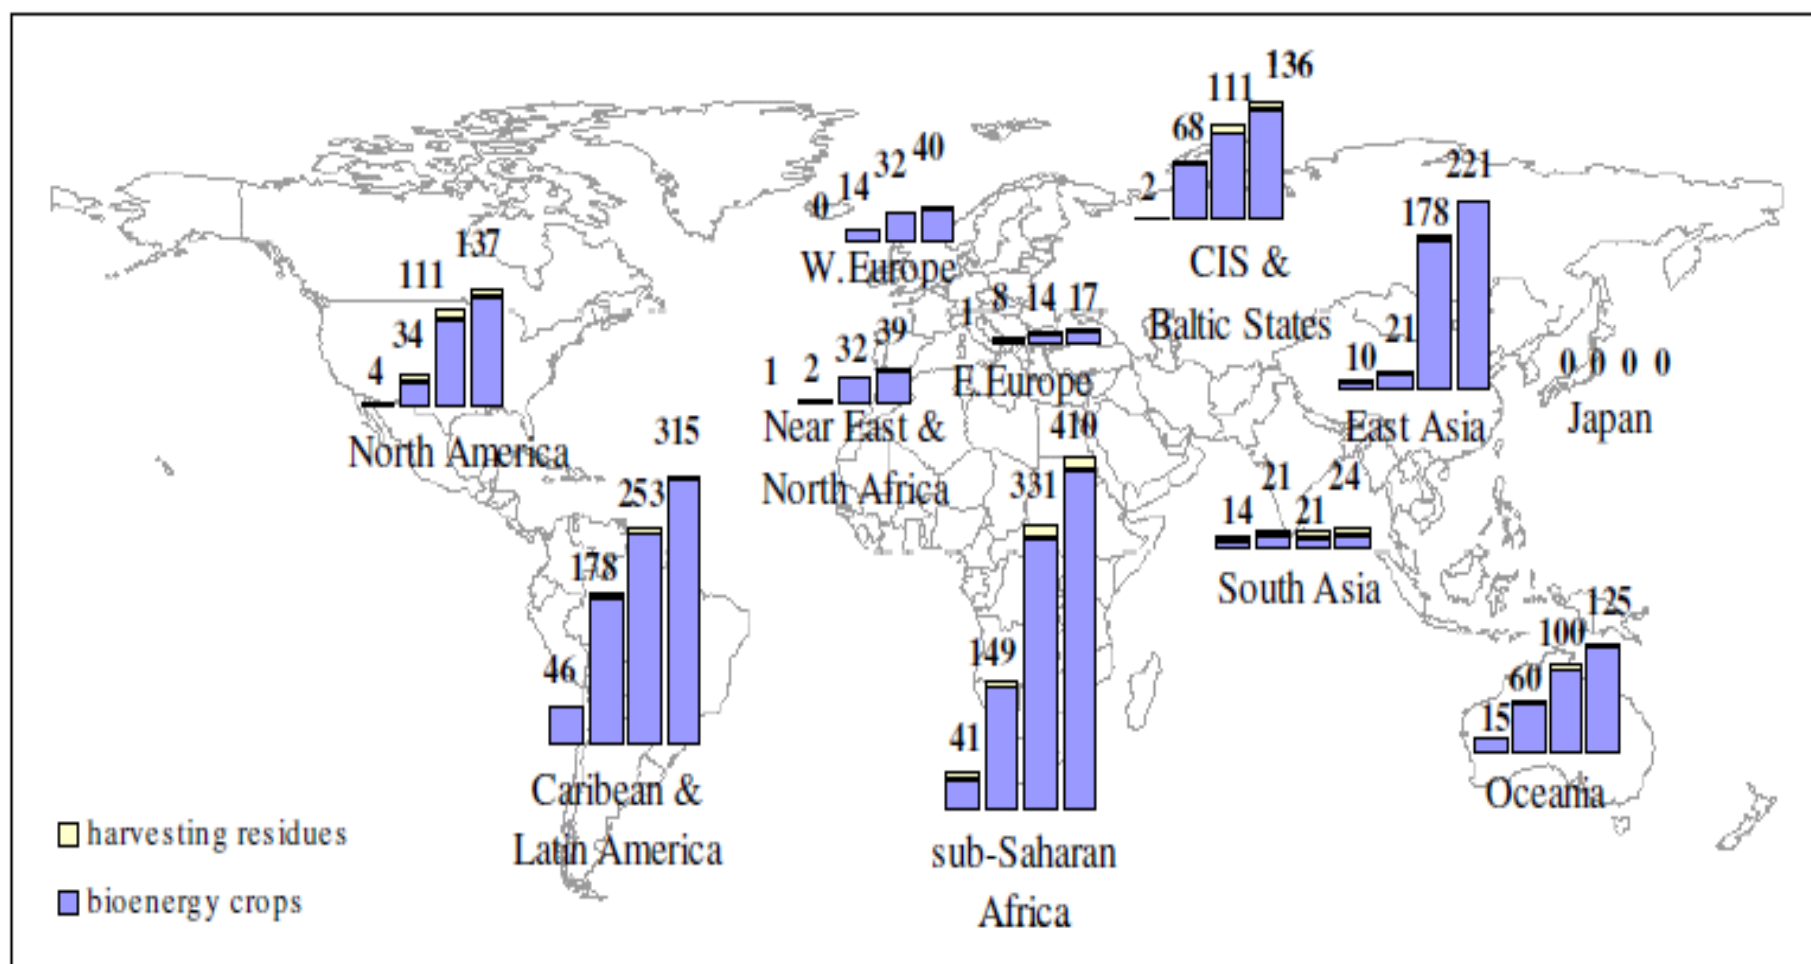 0 14 32 40
W.Europe
2 68 111 136
CIS &
Baltic States
10 21 178 221
East Asia
0 0 0 0
Japan
4 34 111 137
North America
1 2 32 39
Near East &
North Africa
1 8 14 17
E.Europe
46 178 253 315
Caribean &
Latin America
41 149 331 410
sub-Saharan
Africa
14 21 21 24
South Asia
15 60 100 125
Oceania
harvesting residues
bioenergy crops